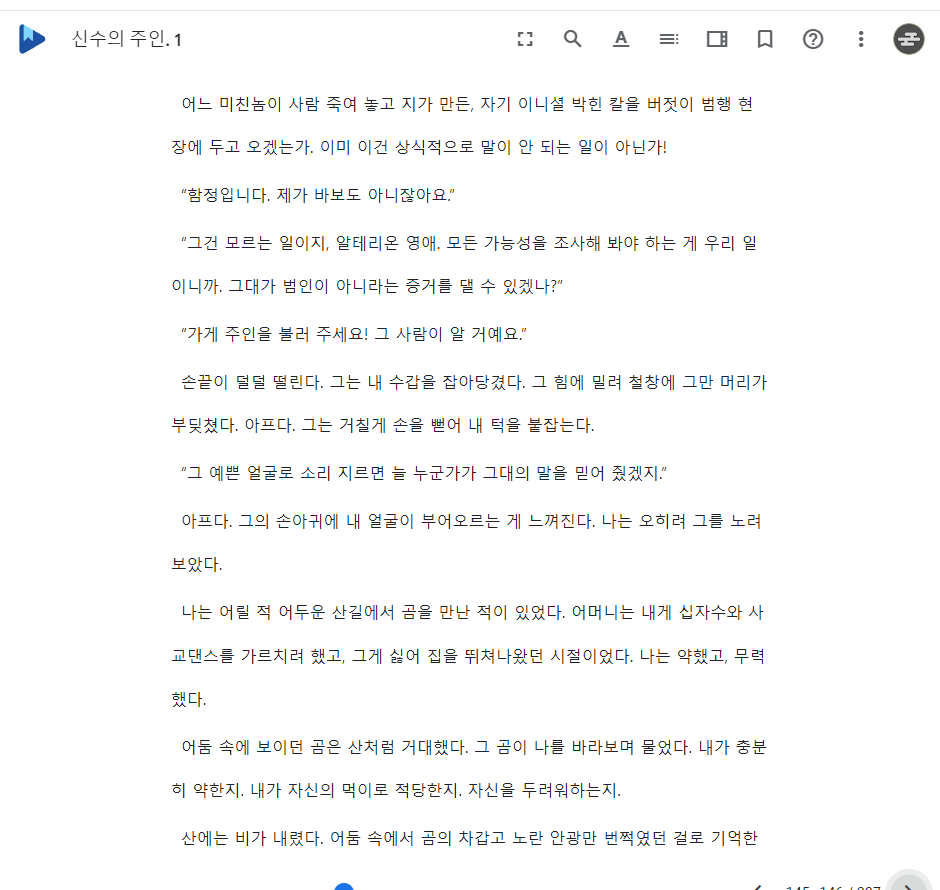 신수의 주인. 1
어느 미친놈이 사람 죽여 놓고 지가 만든, 자기 이니셜 박힌 칼을 버젓이 범행 현
장에 두고 오겠는가. 이미 이건 상식적으로 말이 안 되는 일이 아닌가!
“함정입니다. 제가 바보도 아니잖아요.”
“그건 모르는 일이지, 알테리온 영애. 모든 가능성을 조사해 봐야 하는 게 우리 일
이니까. 그대가 범인이 아니라는 증거를 댈 수 있겠나?”
“가게 주인을 불러 주세요! 그 사람이 알 거예요.”
손끝이 덜덜 떨린다. 그는 내 수갑을 잡아당겼다. 그 힘에 밀려 철창에 그만 머리가
부딪쳤다. 아프다. 그는 거칠게 손을 뻗어 내 턱을 붙잡는다.
“그 예쁜 얼굴로 소리 지르면 늘 누군가가 그대의 말을 믿어 줬겠지.”
아프다. 그의 손아귀에 내 얼굴이 부어오르는 게 느껴진다. 나는 오히려 그를 노려
보았다.
나는 어릴 적 어두운 산길에서 곰을 만난 적이 있었다. 어머니는 내게 십자수와 사
교댄스를 가르치려 했고, 그게 싫어 집을 뛰쳐나왔던 시절이었다. 나는 약했고, 무력
했다.
어둠 속에 보이던 곰은 산처럼 거대했다. 그 곰이 나를 바라보며 물었다. 내가 충분
히 약한지. 내가 자신의 먹이로 적당한지. 자신을 두려워하는지.
산에는 비가 내렸다. 어둠 속에서 곰의 차갑고 노란 안광만 번쩍였던 걸로 기억한